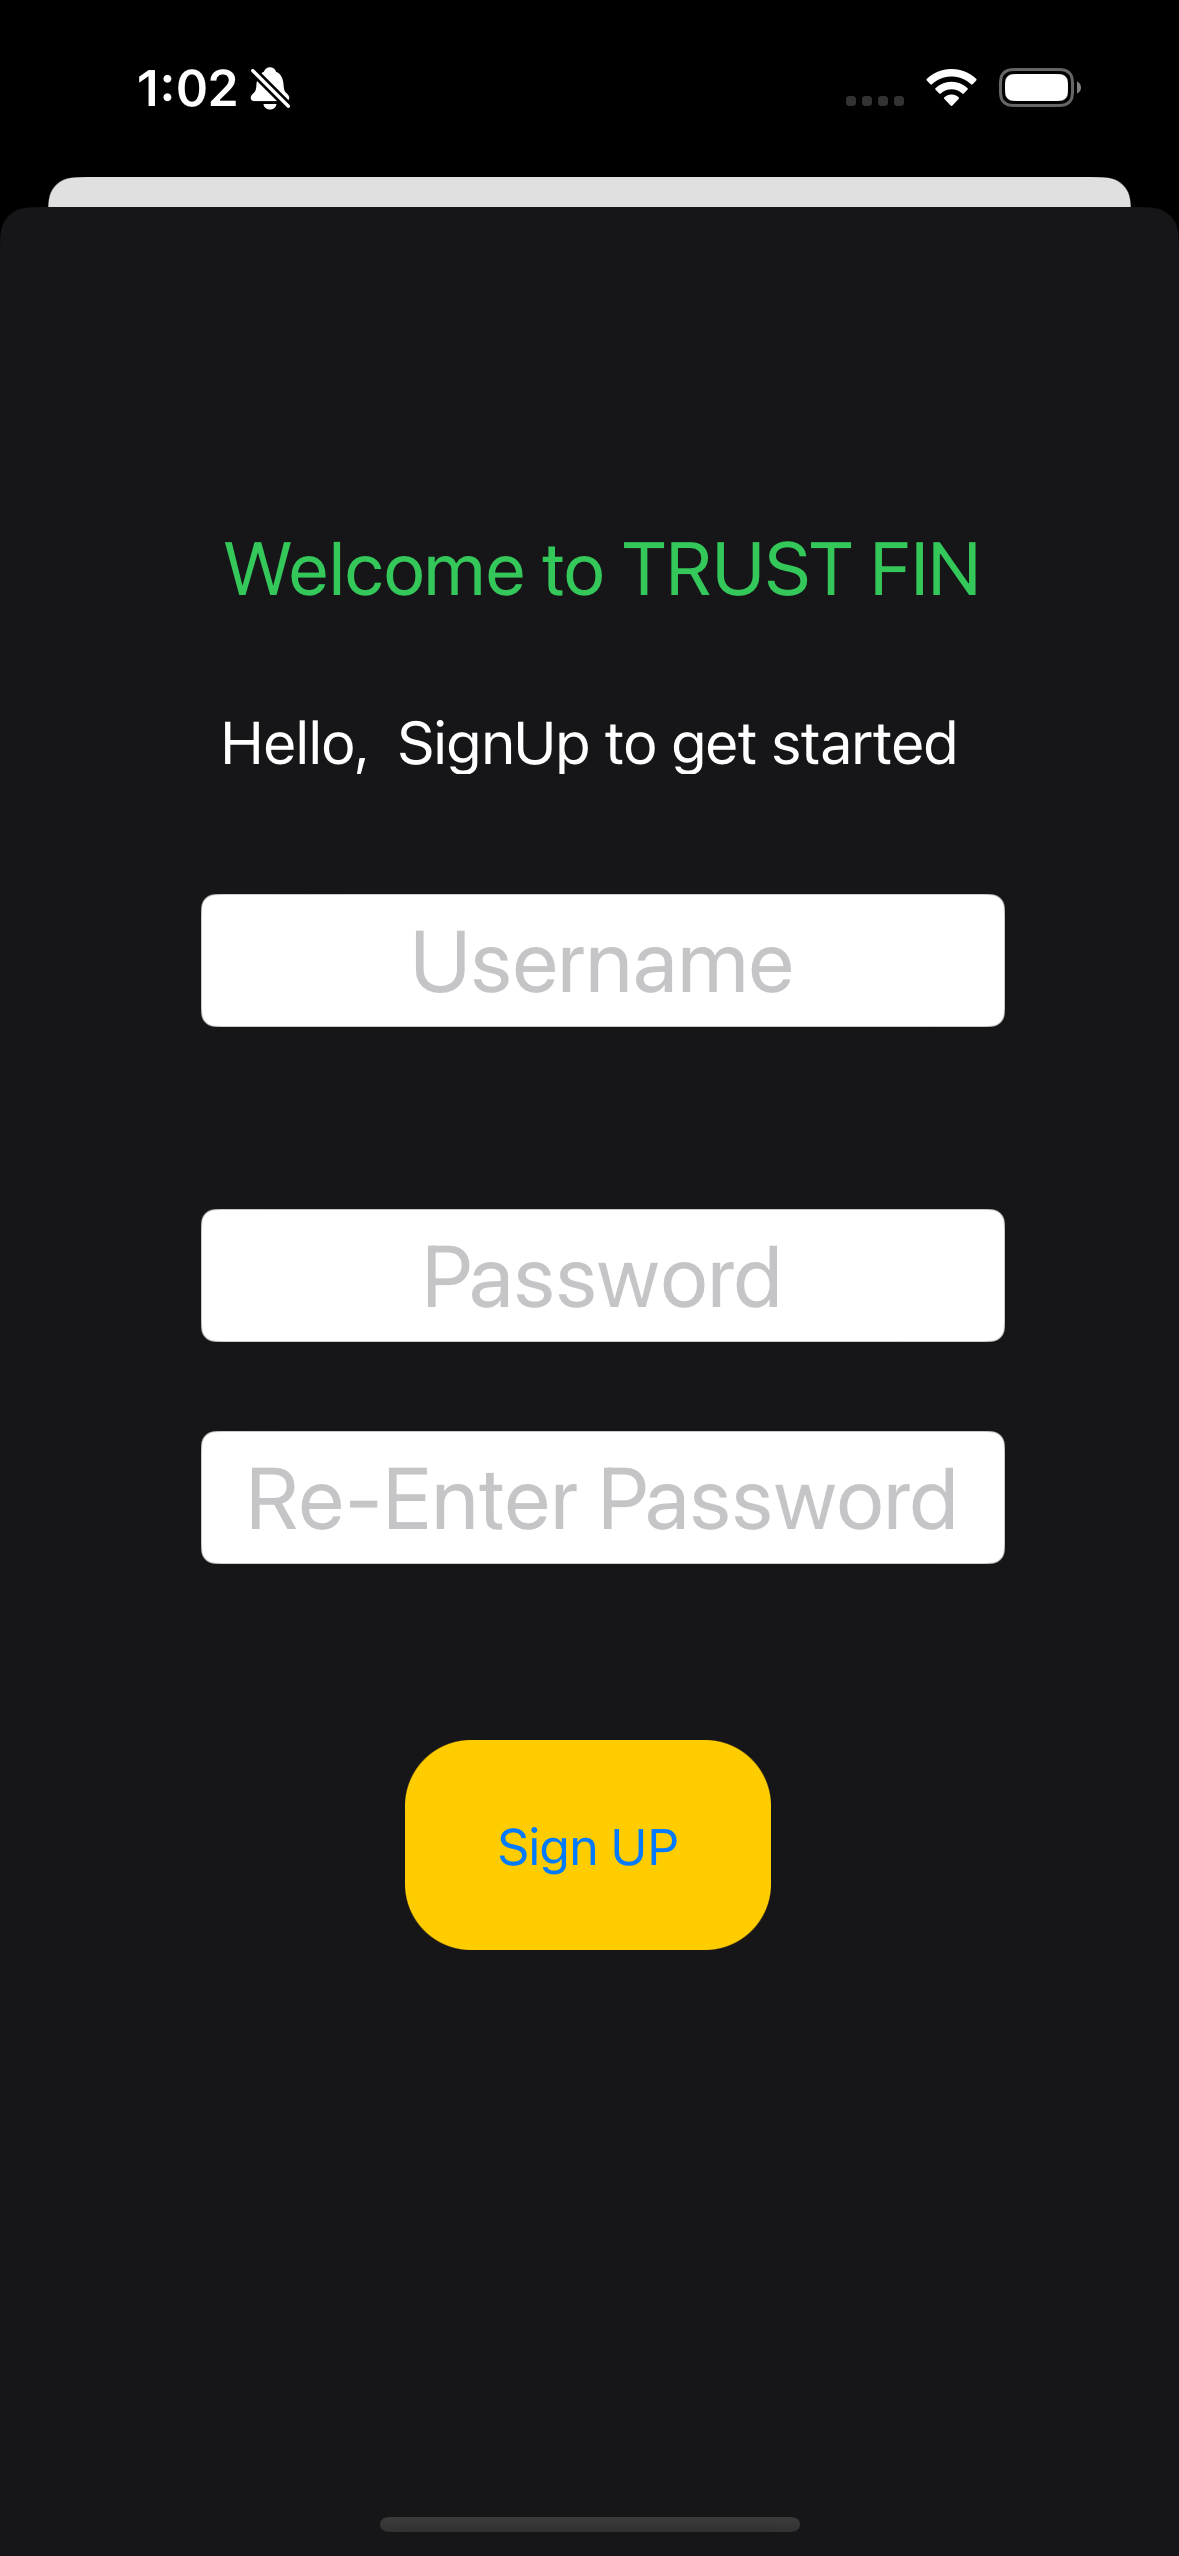 1:02
Welcome to TRUST FIN
Hello,  SignUp to get started
Username
Password
Re-Enter Password
Sign UP